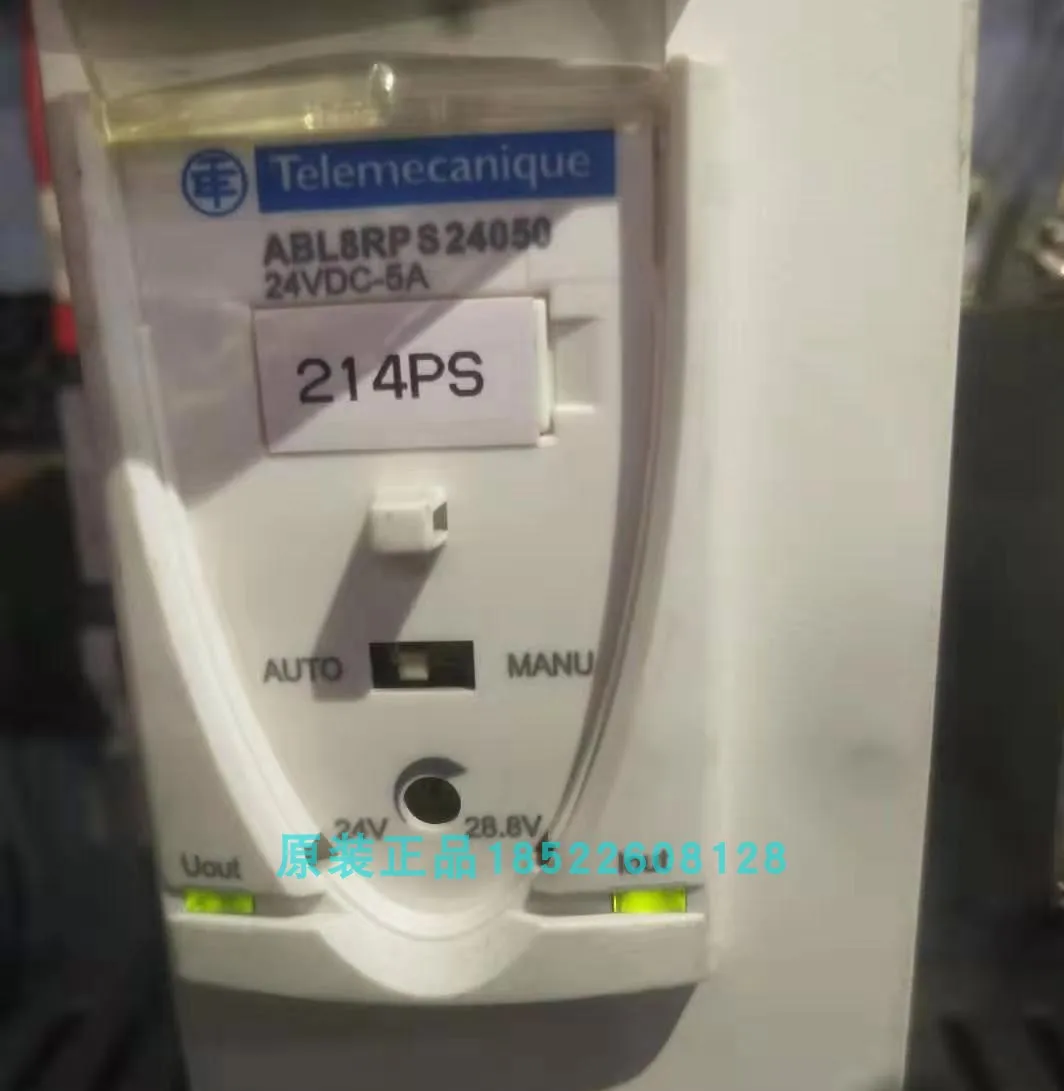 Telemecanique
ABL8RPS24050
24VDC-5A
214PS
AUTO MANU
24V 28.8V
原装正品18522608128
Uout